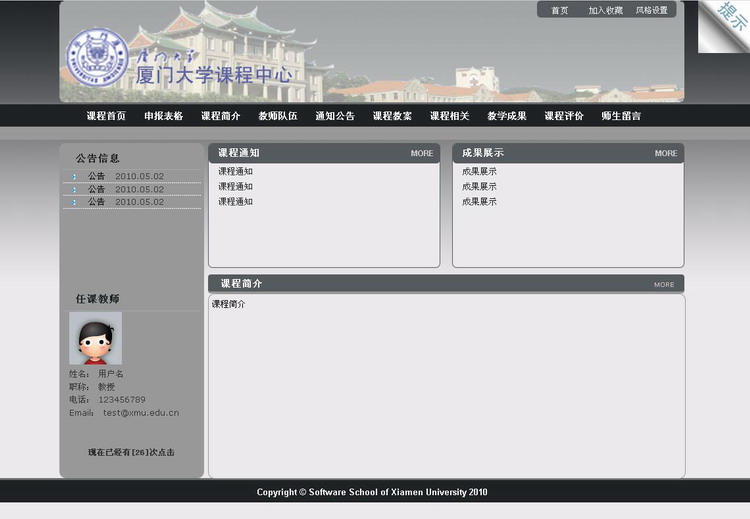 首页 加入收藏 风格设置
提示
厦门大学
厦门大学课程中心
课程首页 申报表格 课程简介 教师队伍 通知公告 课程教案 课程相关 教学成果 课程评价 师生留言
公告信息
公告 2010.05.02
公告 2010.05.02
公告 2010.05.02
课程通知 MORE
课程通知
课程通知
课程通知
成果展示 MORE
成果展示
成果展示
成果展示
课程简介 MORE
课程简介
任课教师
姓名： 用户名
职称： 教授
电话： 123456789
Email： test@xmu.edu.cn
现在已经有[26]次点击
Copyright © Software School of Xiamen University 2010